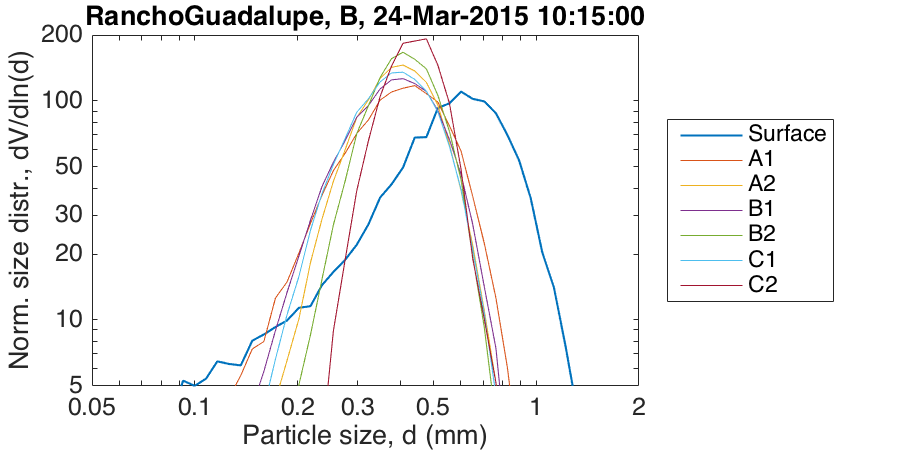 RanchoGuadalupe, B, 24-Mar-2015 10:15:00
Norm. size distr., dV/dln(d)
200
100
50
30
20
10
5
0.05 0.1 0.2 0.3 0.5 1 2
Particle size, d (mm)
Surface
A1
A2
B1
B2
C1
C2